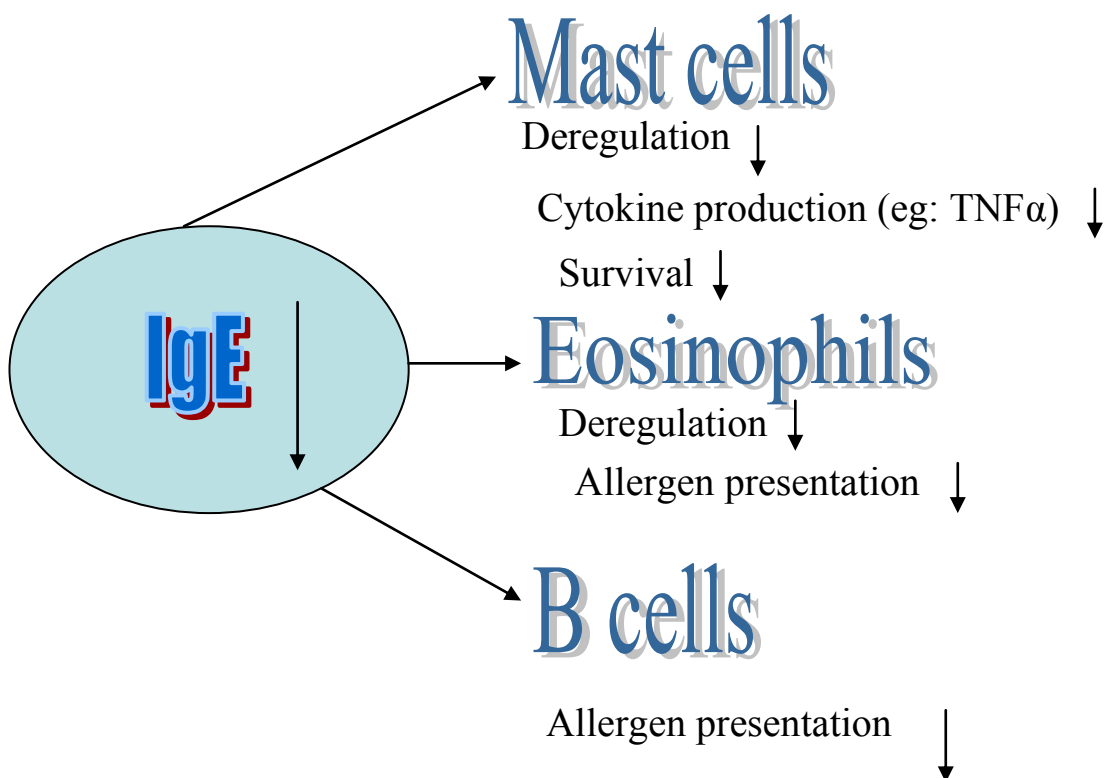 Mast cells
Deregulation
Cytokine production (eg: TNFα)
Survival
IgE
Eosinophils
Deregulation
Allergen presentation
B cells
Allergen presentation